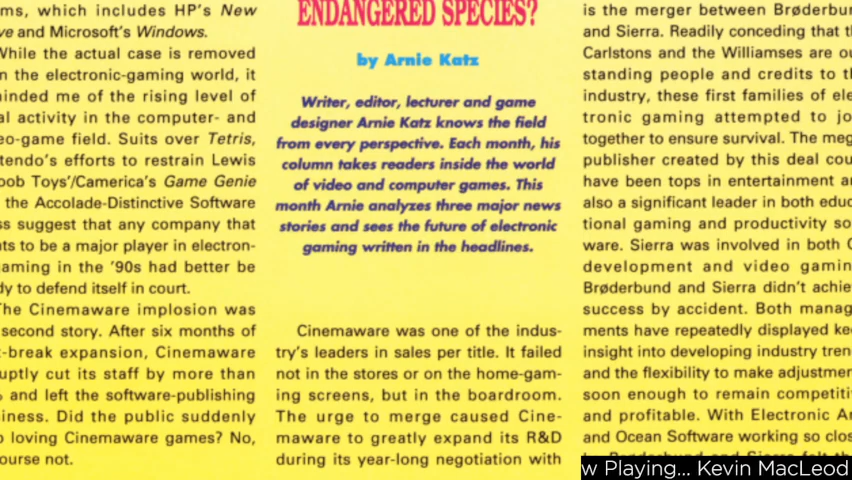 ms, which includes HP's New
ve and Microsoft's Windows.
While the actual case is removed
n the electronic-gaming world, it
minded me of the rising level of
al activity in the computer- and
eo-game field. Suits over Tetris,
tendo's efforts to restrain Lewis
oob Toys'/Camerica's Game Genie
the Accolade-Distinctive Software
ss suggest that any company that
nts to be a major player in electron-
aming in the '90s had better be
dy to defend itself in court.
The Cinemaware implosion was
second story. After six months of
k-break expansion, Cinemaware
uptly cut its staff by more than
and left the software-publishing
iness. Did the public suddenly
o loving Cinemaware games? No,
ourse not.
ENDANGERED SPECIES?
by Arnie Katz
Writer, editor, lecturer and game
designer Arnie Katz knows the field
from every perspective. Each month, his
column takes readers inside the world
of video and computer games. This
month Arnie analyzes three major news
stories and sees the future of electronic
gaming written in the headlines.
Cinemaware was one of the indus-
try's leaders in sales per title. It failed
not in the stores or on the home-gam-
ing screens, but in the boardroom.
The urge to merge caused Cine-
maware to greatly expand its R&D
during its year-long negotiation with
is the merger between Brøderbun
and Sierra. Readily conceding that th
Carlstons and the Williamses are ou
standing people and credits to th
industry, these first families of ele
tronic gaming attempted to jo
together to ensure survival. The meg
publisher created by this deal cou
have been tops in entertainment a
also a significant leader in both educ
tional gaming and productivity so
ware. Sierra was involved in both C
development and video gamin
Brøderbund and Sierra didn't achie
success by accident. Both manag
ments have repeatedly displayed kee
insight into developing industry tren
and the flexibility to make adjustmen
soon enough to remain competiti
and profitable. With Electronic Ar
and Ocean Software working so clos
w Playing... Kevin MacLeod